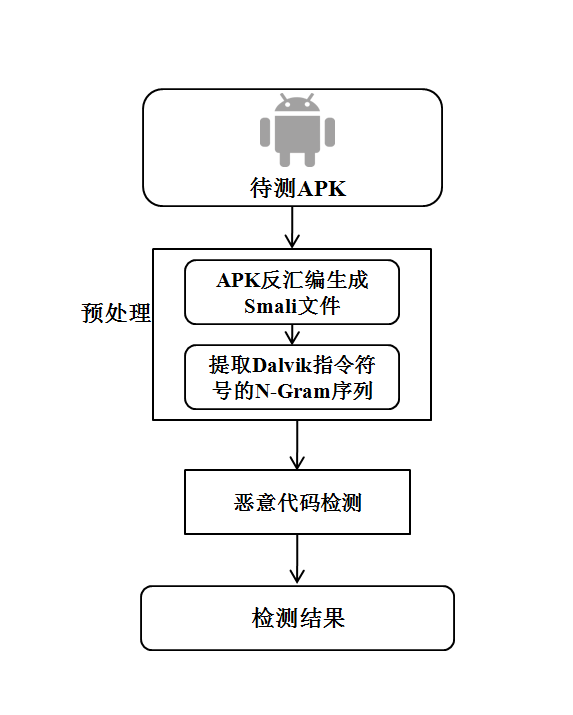 待测APK
预处理
APK反汇编生成
Smali文件
提取Dalvik指令符
号的N-Gram序列
恶意代码检测
检测结果